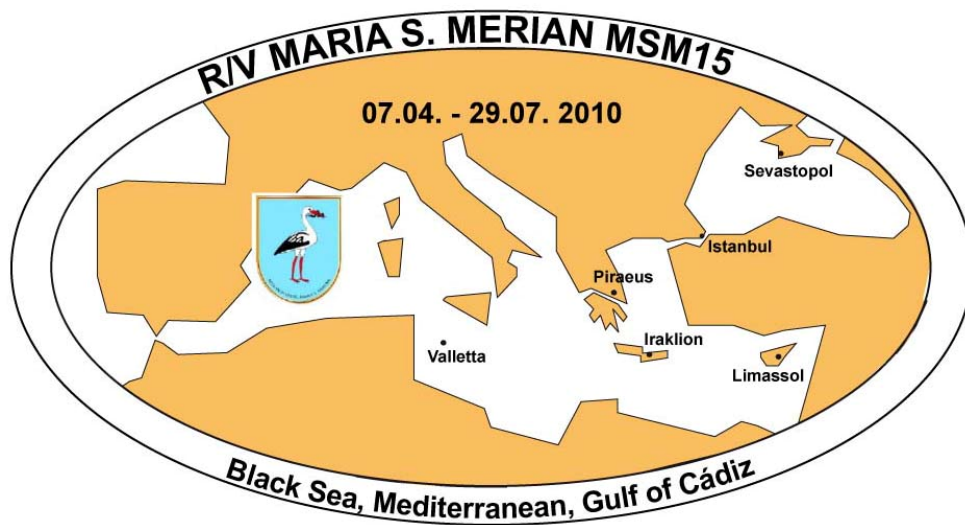 R/V MARIA S. MERIAN MSM15
07.04. - 29.07. 2010
Sevastopol
Istanbul
Piraeus
Iraklion
Valletta
Limassol
Black Sea, Mediterranean, Gulf of Cádiz